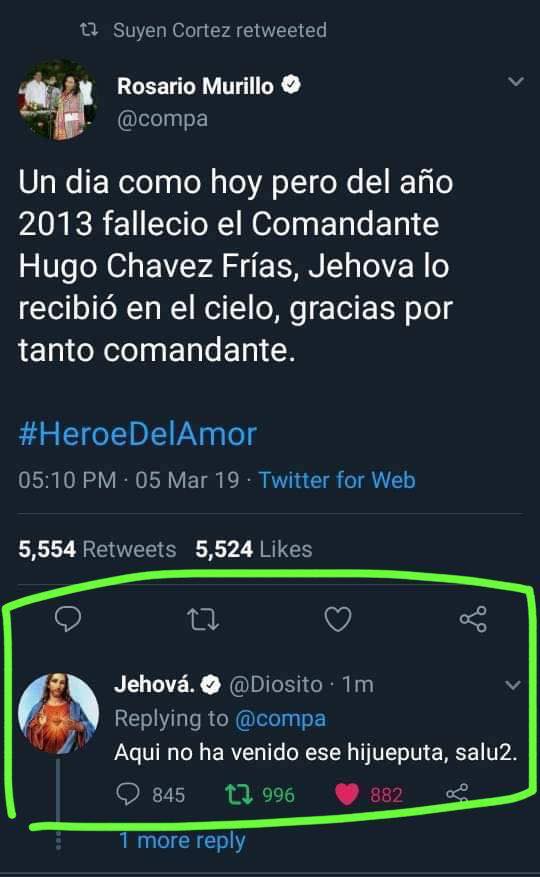 Suyen Cortez retweeted
Rosario Murillo
@compa
Un dia como hoy pero del año
2013 fallecio el Comandante
Hugo Chavez Frías, Jehova lo
recibió en el cielo, gracias por
tanto comandante.
#HeroeDelAmor
05:10 PM · 05 Mar 19 · Twitter for Web
5,554 Retweets 5,524 Likes
Jehová. @Diosito · 1m
Replying to @compa
Aqui no ha venido ese hijueputa, salu2.
845 996 882
1 more reply